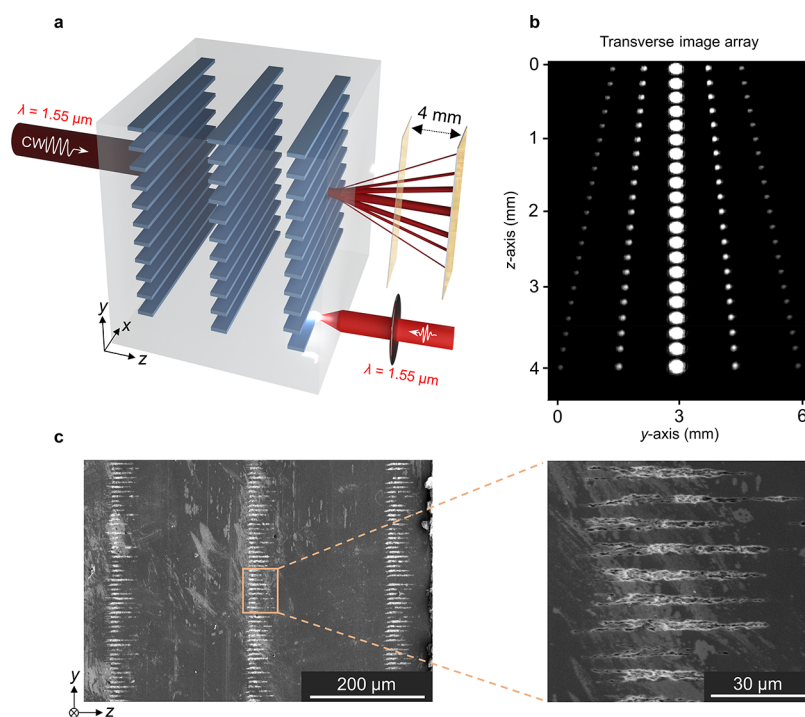 a
λ = 1.55 µm
CW
4 mm
y
x
z
λ = 1.55 µm
b
Transverse image array
0
1
2
3
4
z-axis (mm)
0
3
6
y-axis (mm)
c
200 µm
30 µm
y
z